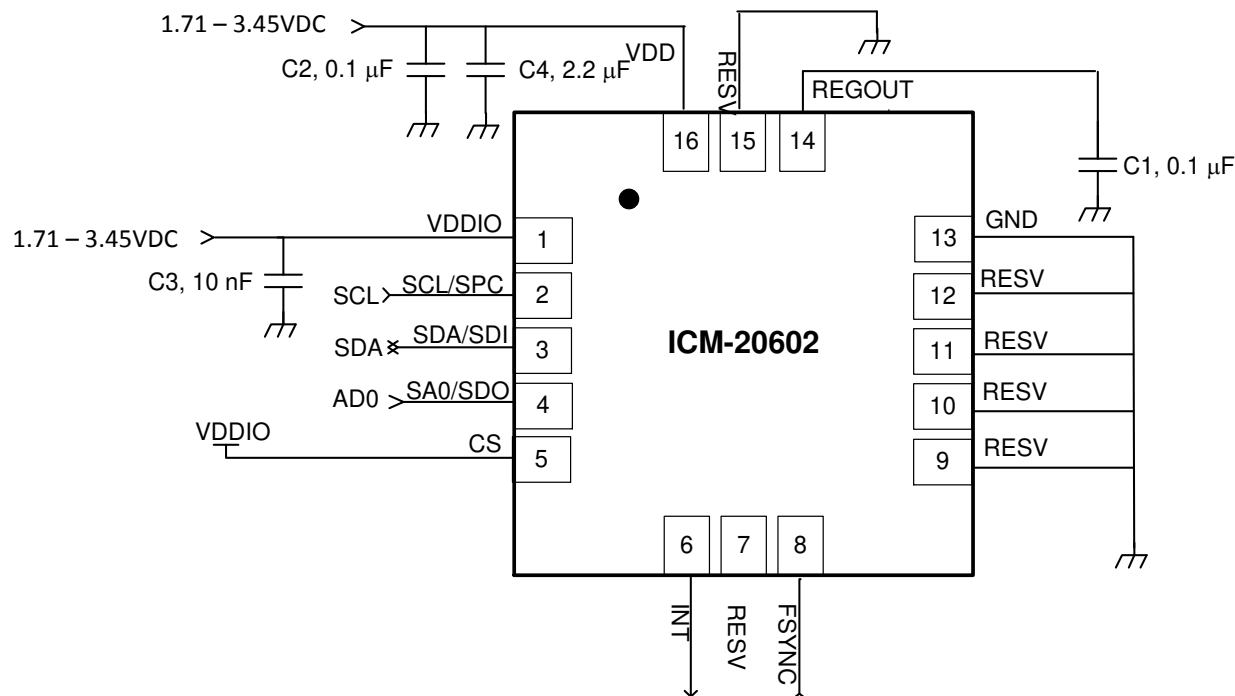 1.71 – 3.45VDC
C2, 0.1 μF
C4, 2.2 μF
VDD
RESV
REGOUT
16
15
14
C1, 0.1 μF
1.71 – 3.45VDC
VDDIO
1
13
GND
C3, 10 nF
SCL
SCL/SPC
2
12
RESV
SDA
SDA/SDI
3
ICM-20602
11
RESV
AD0
SA0/SDO
4
10
RESV
VDDIO
CS
5
9
RESV
6
7
8
INT
RESV
FSYNC